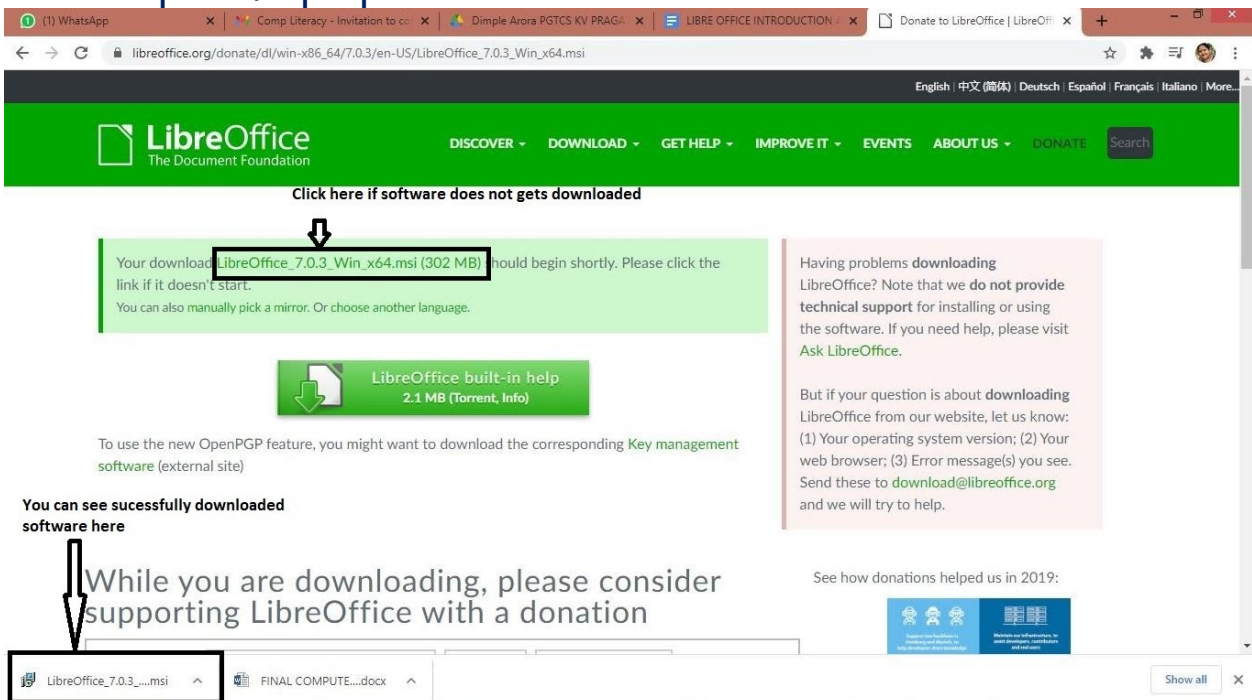 (1) WhatsApp
Comp Literacy - Invitation to co
Dimple Arora PGTCS KV PRAGA
LIBRE OFFICE INTRODUCTION
Donate to LibreOffice | LibreOffi
libreoffice.org/donate/dl/win-x86_64/7.0.3/en-US/LibreOffice_7.0.3_Win_x64.msi
English | 中文 (简体) | Deutsch | Español | Français | Italiano | More...
LibreOffice
The Document Foundation
DISCOVER DOWNLOAD GET HELP IMPROVE IT EVENTS ABOUT US DONATE Search
Click here if software does not gets downloaded
Your download LibreOffice_7.0.3_Win_x64.msi (302 MB) should begin shortly. Please click the
link if it doesn't start.
You can also manually pick a mirror. Or choose another language.
LibreOffice built-in help
2.1 MB (Torrent, Info)
To use the new OpenPGP feature, you might want to download the corresponding Key management
software (external site)
Having problems downloading
LibreOffice? Note that we do not provide
technical support for installing or using
the software. If you need help, please visit
Ask LibreOffice.
But if your question is about downloading
LibreOffice from our website, let us know:
(1) Your operating system version; (2) Your
web browser; (3) Error message(s) you see.
Send these to download@libreoffice.org
and we will try to help.
You can see sucessfully downloaded
software here
While you are downloading, please consider
supporting LibreOffice with a donation
See how donations helped us in 2019:
LibreOffice_7.0.3_....msi
FINAL COMPUTE....docx
Show all